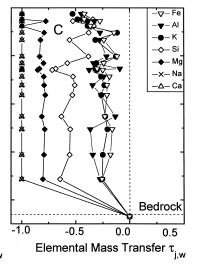 C
Fe
Al
K
Si
Mg
Na
Ca
Bedrock
-1.0
-0.5
0.0
0.5
w
Elemental Mass Transfer τj,w